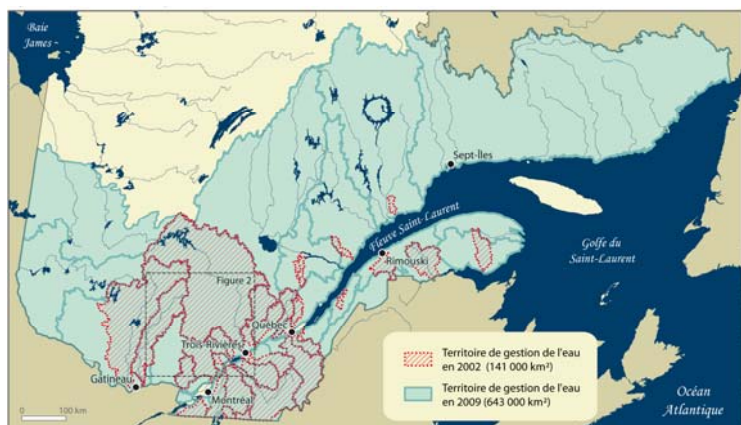 Baie
James
Sept-Îles
Fleuve Saint-Laurent
Golfe du
Saint-Laurent
Rimouski
Figure 2
Québec
Trois-Rivières
Gatineau
Montréal
Territoire de gestion de l'eau
en 2002 (141 000 km²)
Territoire de gestion de l'eau
en 2009 (643 000 km²)
Océan
Atlantique
0 100 km